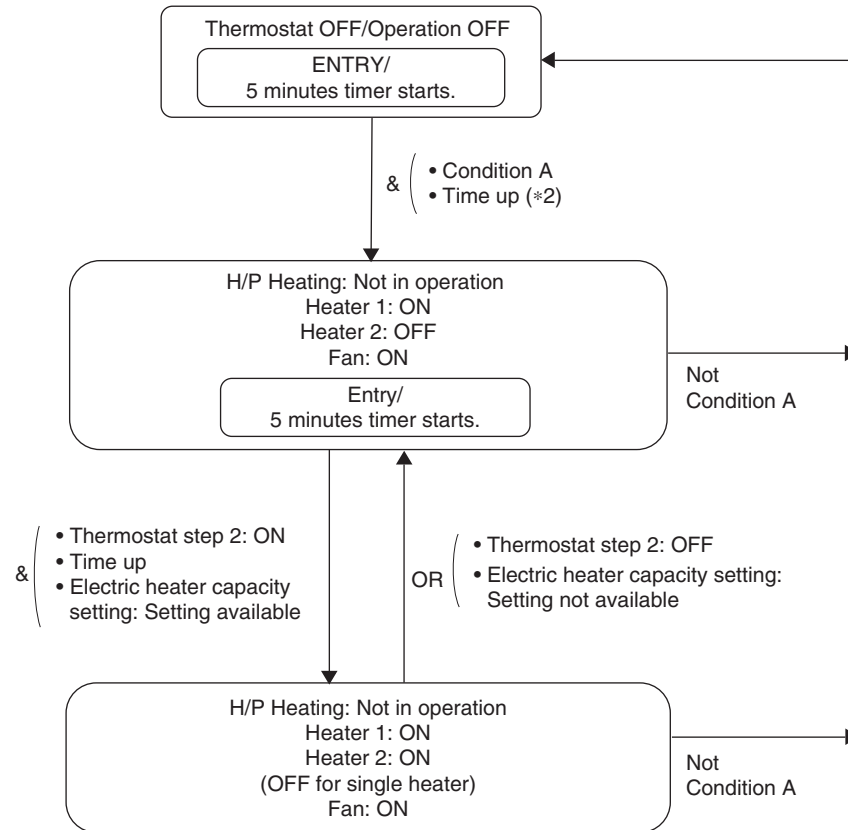 Thermostat OFF/Operation OFF
ENTRY/
5 minutes timer starts.
&
• Condition A
• Time up (*2)
H/P Heating: Not in operation
Heater 1: ON
Heater 2: OFF
Fan: ON
Entry/
5 minutes timer starts.
Not
Condition A
&
• Thermostat step 2: ON
• Time up
• Electric heater capacity
setting: Setting available
OR
• Thermostat step 2: OFF
• Electric heater capacity setting:
Setting not available
H/P Heating: Not in operation
Heater 1: ON
Heater 2: ON
(OFF for single heater)
Fan: ON
Not
Condition A